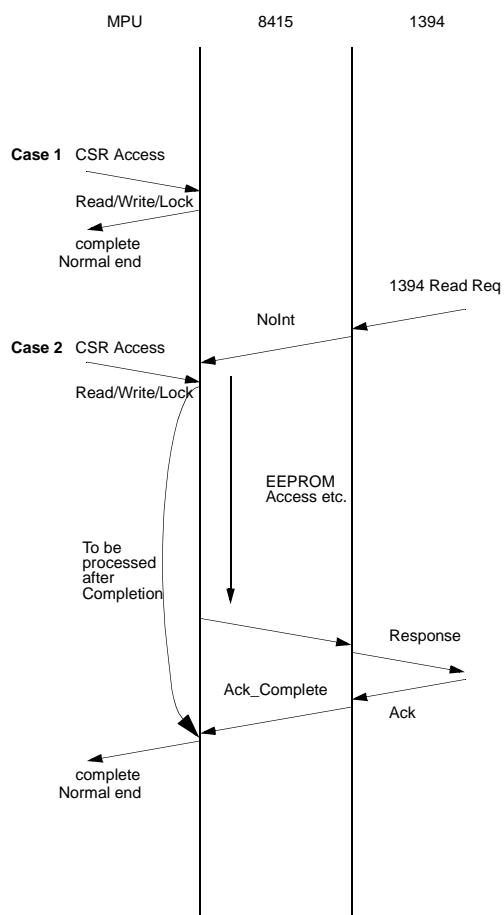 MPU 8415 1394
Case 1 CSR Access
Read/Write/Lock
complete
Normal end
1394 Read Req
NoInt
Case 2 CSR Access
Read/Write/Lock
EEPROM
Access etc.
To be
processed
after
Completion
Response
Ack_Complete
Ack
complete
Normal end